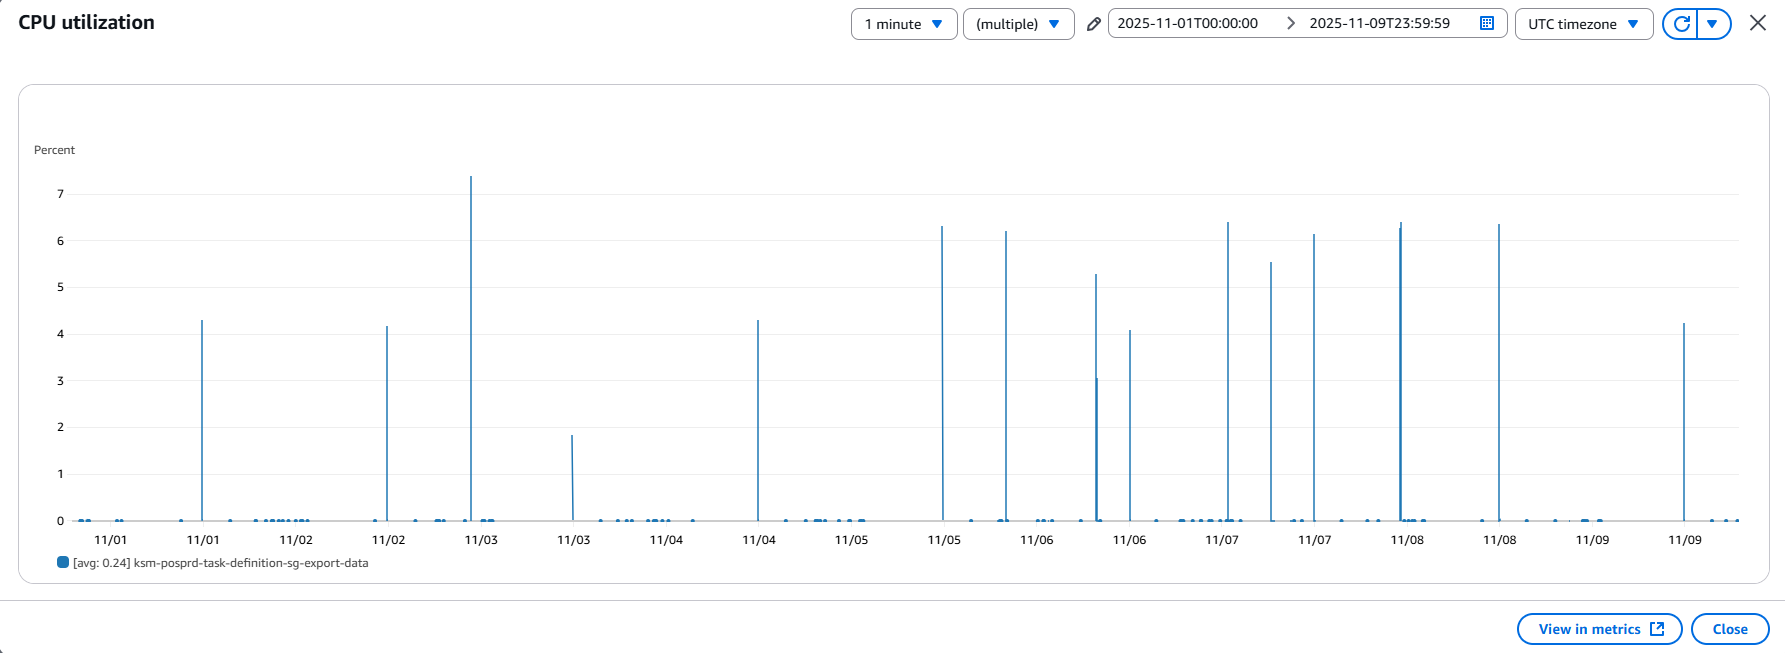 CPU utilization
1 minute
(multiple)
2025-11-01T00:00:00
2025-11-09T23:59:59
UTC timezone
Percent
7
6
5
4
3
2
1
0
11/01 11/01 11/02 11/02 11/03 11/03 11/04 11/04 11/05 11/05 11/06 11/06 11/07 11/07 11/08 11/08 11/09 11/09
[avg: 0.24] ksm-posprd-task-definition-sg-export-data
View in metrics
Close